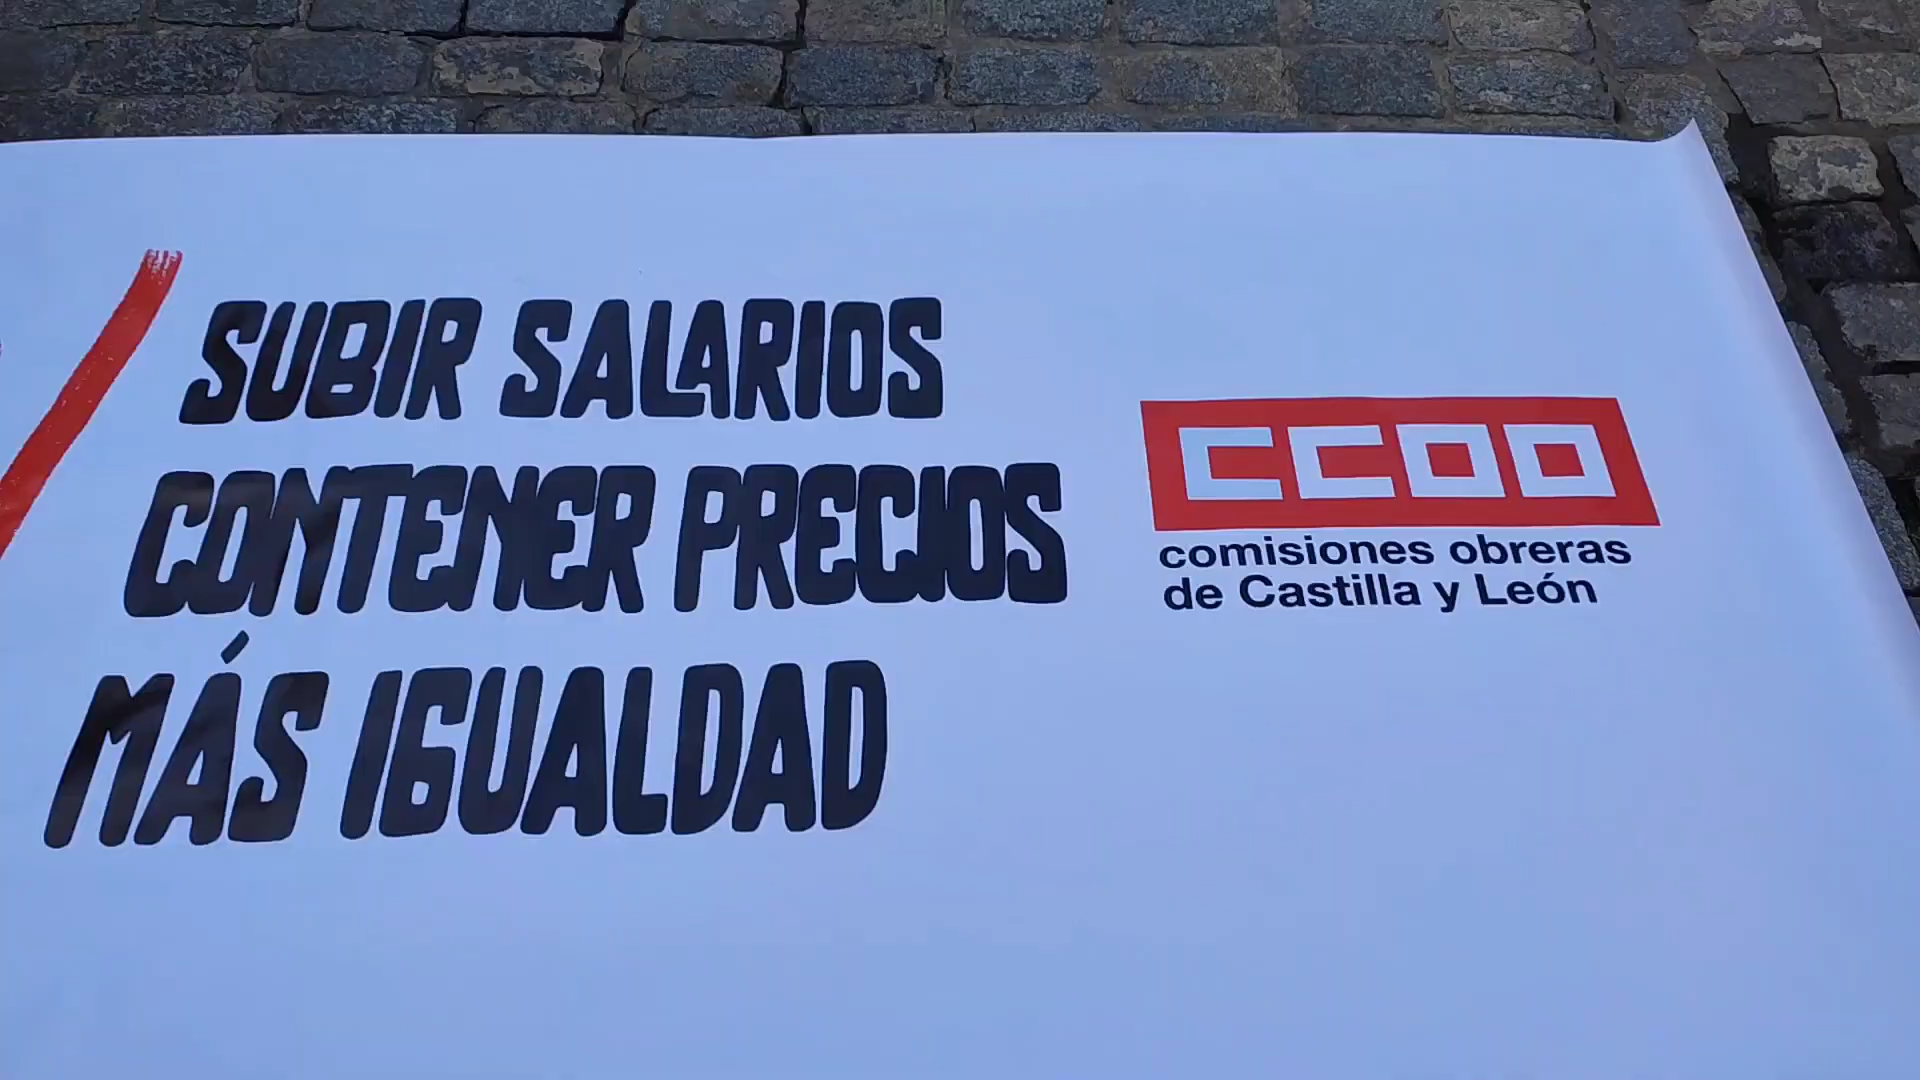 SUBIR SALARIOS
CONTENER PRECIOS
MÁS IGUALDAD
CCOO
comisiones obreras
de Castilla y León